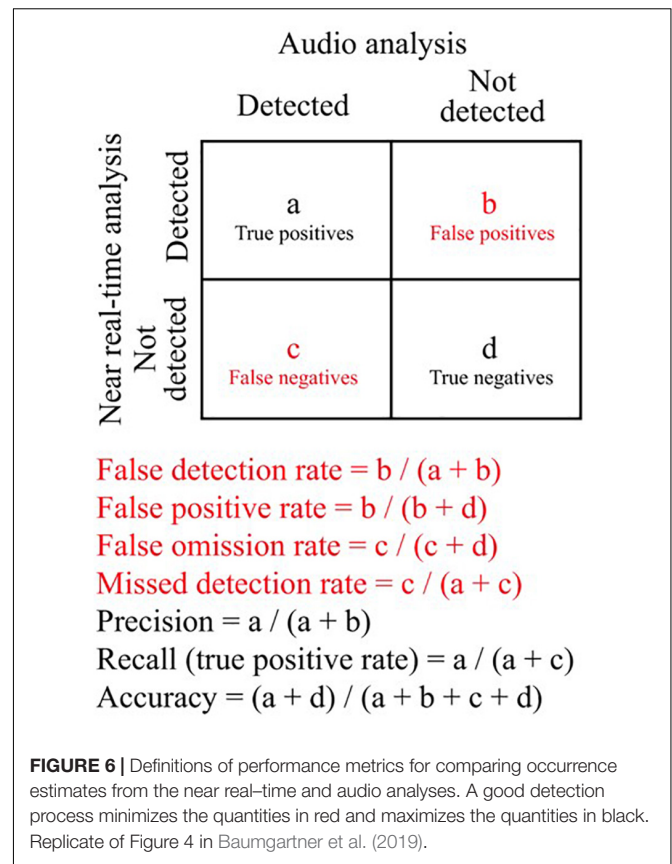 Audio analysis
Detected
Not
detected
Near real-time analysis
Detected
a
True positives
b
False positives
Not
detected
c
False negatives
d
True negatives
False detection rate = b / (a + b)
False positive rate = b / (b + d)
False omission rate = c / (c + d)
Missed detection rate = c / (a + c)
Precision = a / (a + b)
Recall (true positive rate) = a / (a + c)
Accuracy = (a + d) / (a + b + c + d)
FIGURE 6 | Definitions of performance metrics for comparing occurrence
estimates from the near real–time and audio analyses. A good detection
process minimizes the quantities in red and maximizes the quantities in black.
Replicate of Figure 4 in Baumgartner et al. (2019).